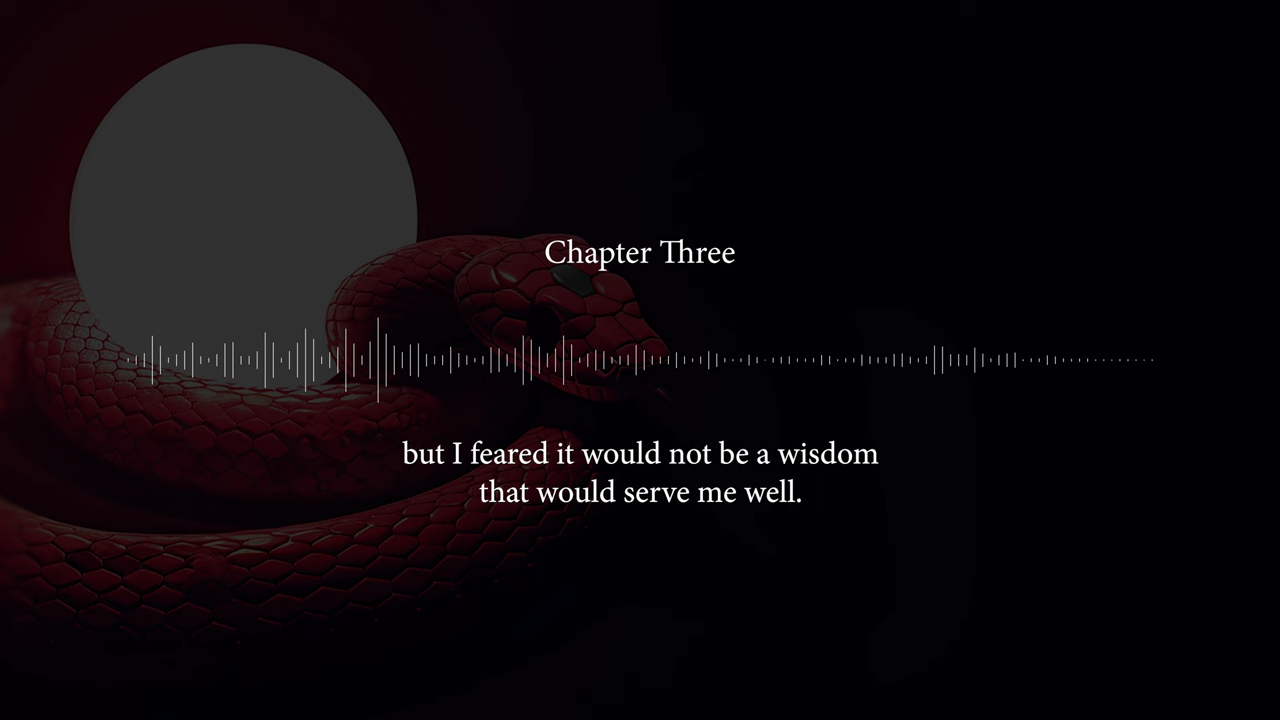 Chapter Three
but I feared it would not be a wisdom
that would serve me well.